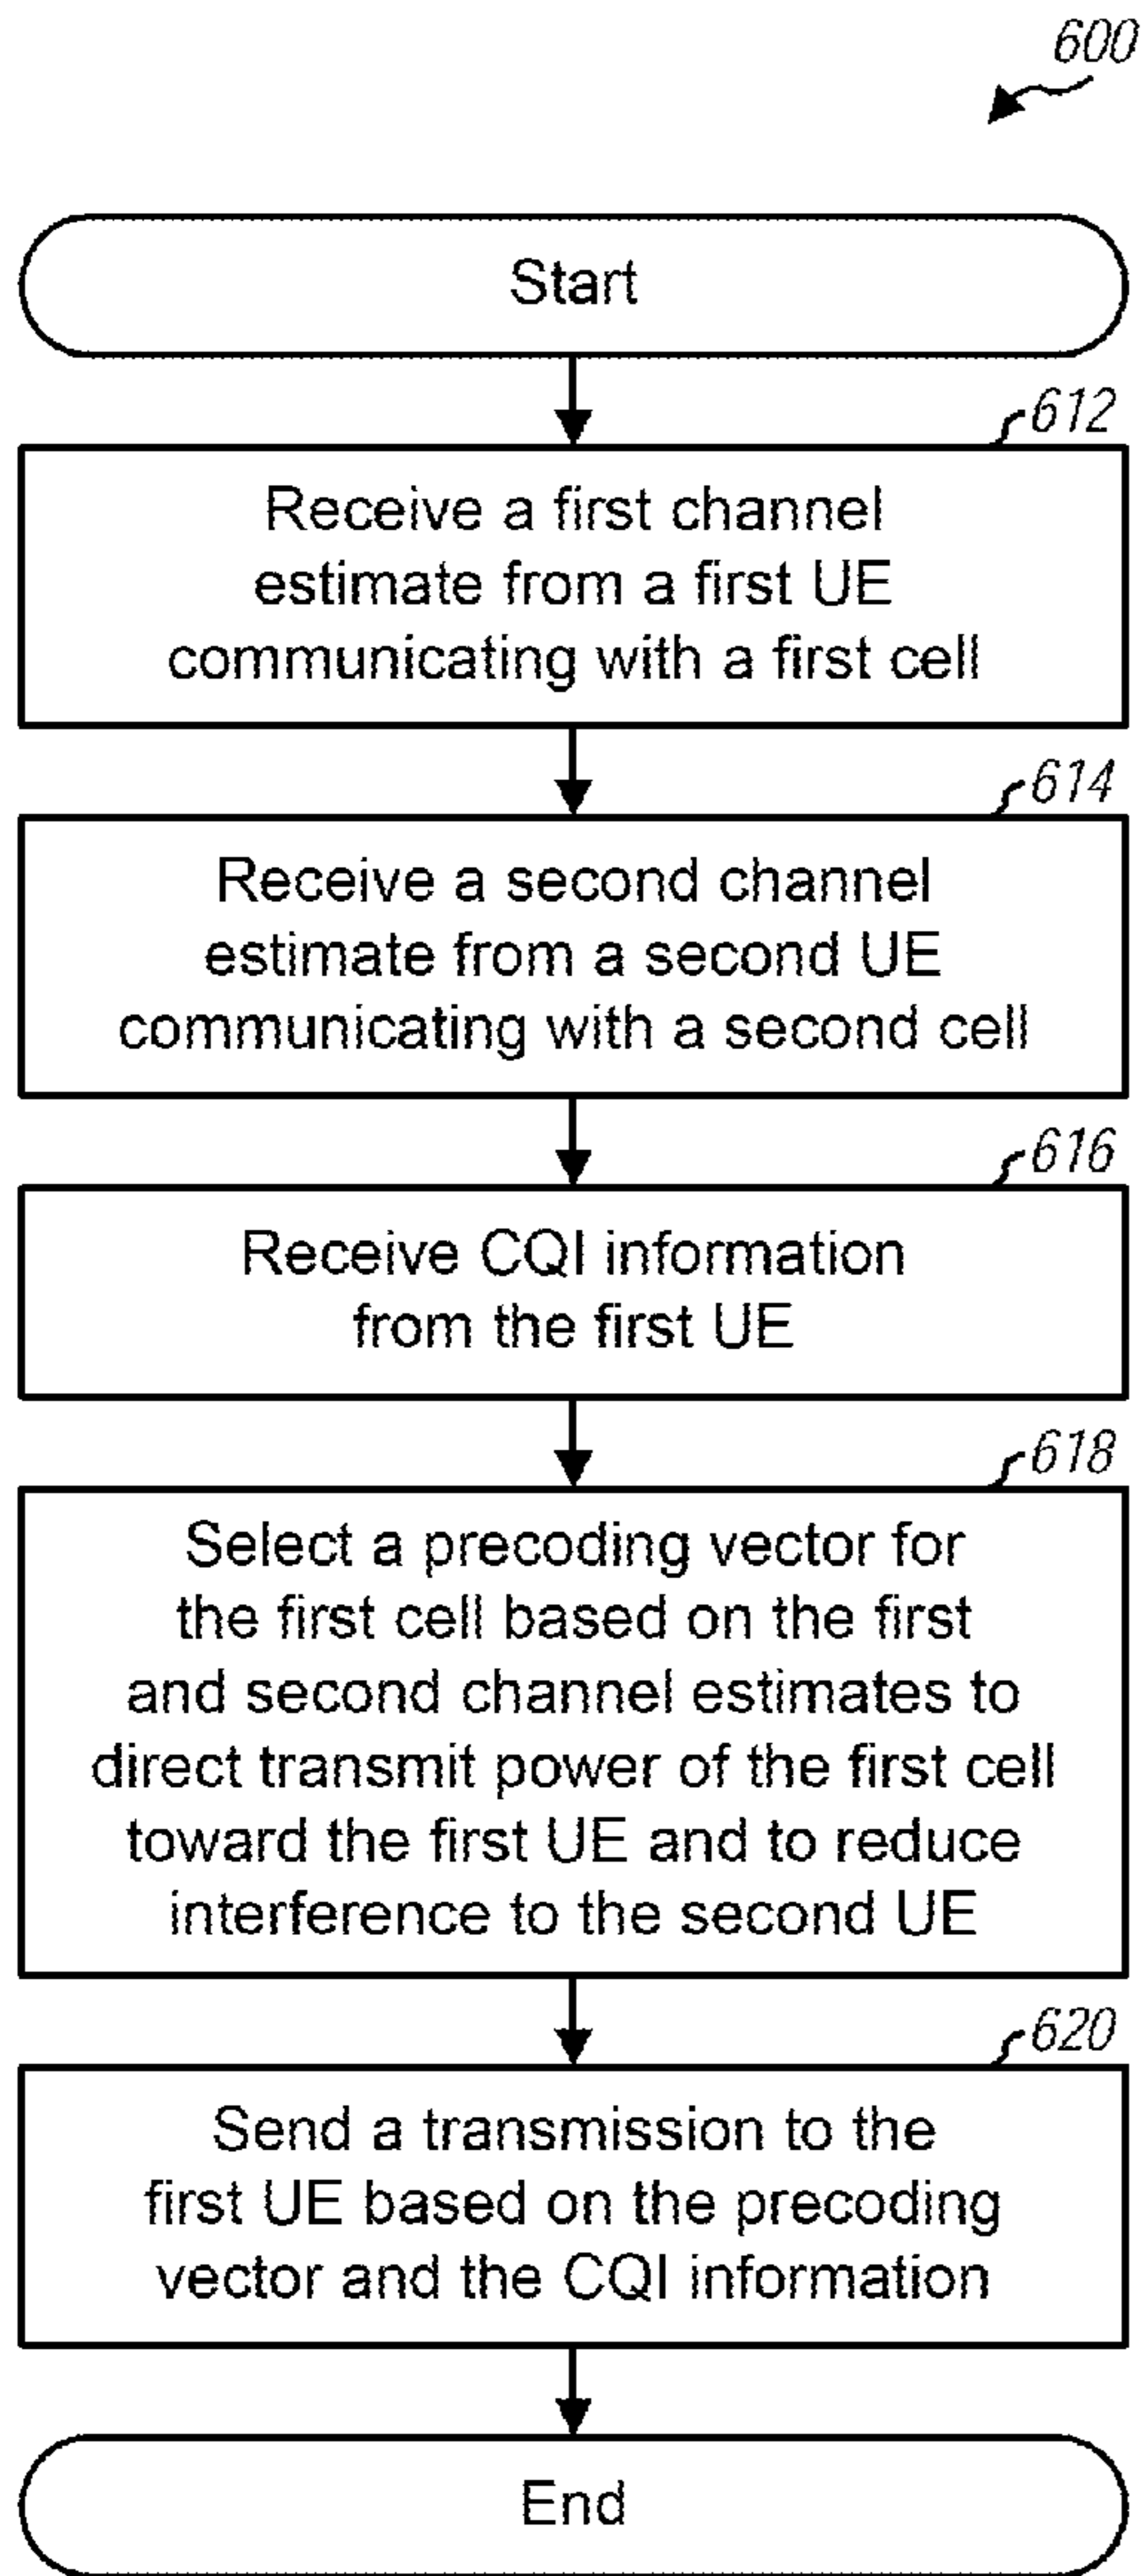 600
Start
612
Receive a first channel
estimate from a first UE
communicating with a first cell
614
Receive a second channel
estimate from a second UE
communicating with a second cell
616
Receive CQI information
from the first UE
618
Select a precoding vector for
the first cell based on the first
and second channel estimates to
direct transmit power of the first cell
toward the first UE and to reduce
interference to the second UE
620
Send a transmission to the
first UE based on the precoding
vector and the CQI information
End